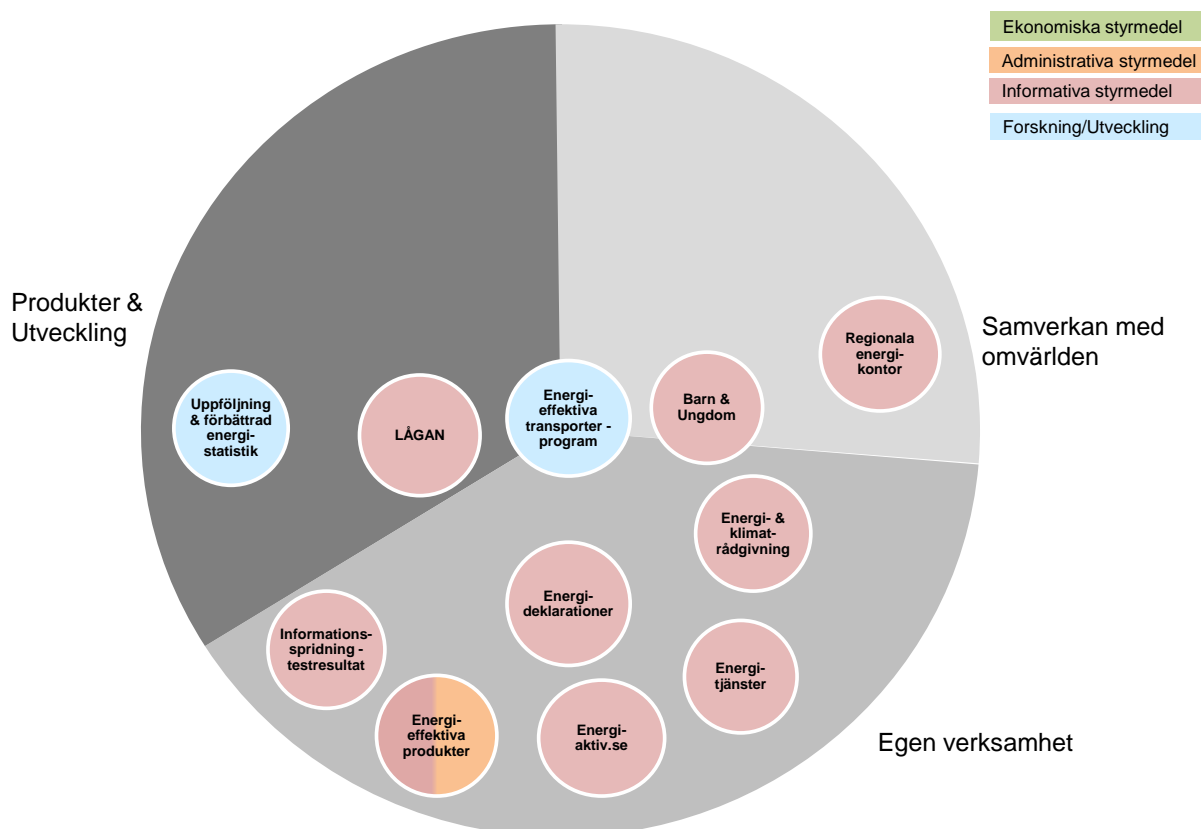 Ekonomiska styrmedel
Administrativa styrmedel
Informativa styrmedel
Forskning/Utveckling
Produkter &
Utveckling
Samverkan med
omvärlden
Regionala
energi-
kontor
Uppföljning
& förbättrad
energi-
statistik
LÅGAN
Energi-
effektiva
transporter -
program
Barn &
Ungdom
Energi- &
klimat-
rådgivning
Energi-
deklarationer
Informations-
spridning -
testresultat
Energi-
tjänster
Energi-
effektiva
produkter
Energi-
aktiv.se
Egen verksamhet